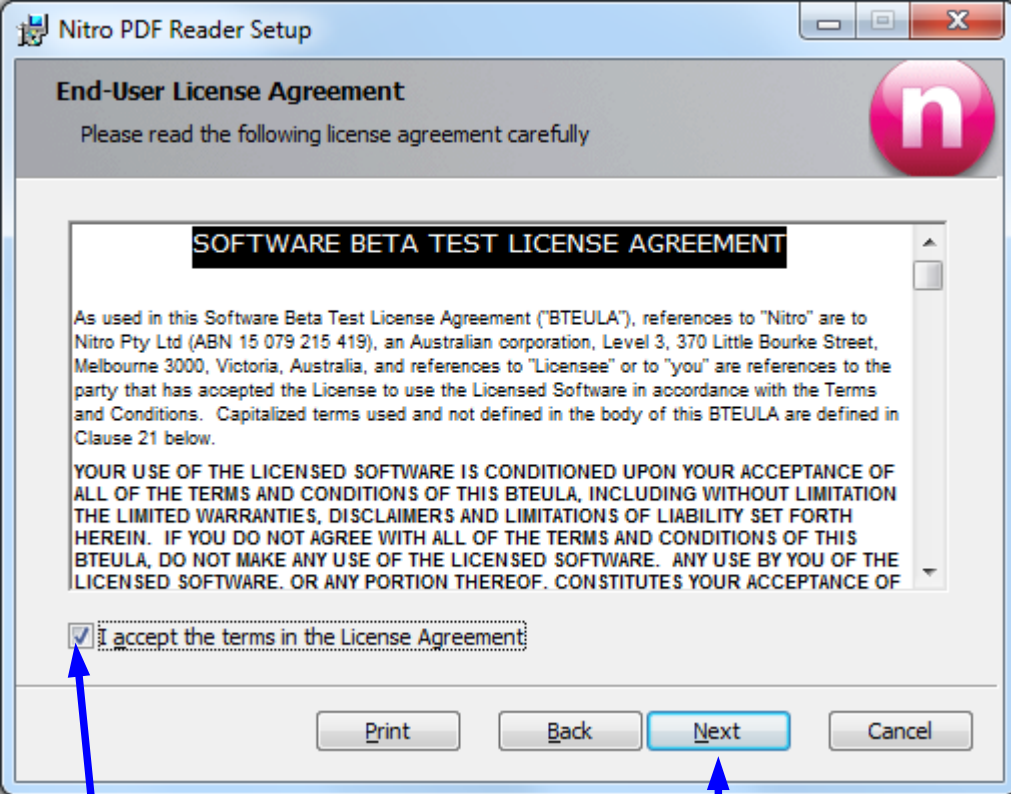 Nitro PDF Reader Setup
End-User License Agreement
Please read the following license agreement carefully
n
SOFTWARE BETA TEST LICENSE AGREEMENT
As used in this Software Beta Test License Agreement ("BTEULA"), references to "Nitro" are to
Nitro Pty Ltd (ABN 15 079 215 419), an Australian corporation, Level 3, 370 Little Bourke Street,
Melbourne 3000, Victoria, Australia, and references to "Licensee" or to "you" are references to the
party that has accepted the License to use the Licensed Software in accordance with the Terms
and Conditions.  Capitalized terms used and not defined in the body of this BTEULA are defined in
Clause 21 below.
YOUR USE OF THE LICENSED SOFTWARE IS CONDITIONED UPON YOUR ACCEPTANCE OF
ALL OF THE TERMS AND CONDITIONS OF THIS BTEULA, INCLUDING WITHOUT LIMITATION
THE LIMITED WARRANTIES, DISCLAIMERS AND LIMITATIONS OF LIABILITY SET FORTH
HEREIN.  IF YOU DO NOT AGREE WITH ALL OF THE TERMS AND CONDITIONS OF THIS
BTEULA, DO NOT MAKE ANY USE OF THE LICENSED SOFTWARE.  ANY USE BY YOU OF THE
LICENSED SOFTWARE, OR ANY PORTION THEREOF, CONSTITUTES YOUR ACCEPTANCE OF
I accept the terms in the License Agreement
Print Back Next Cancel